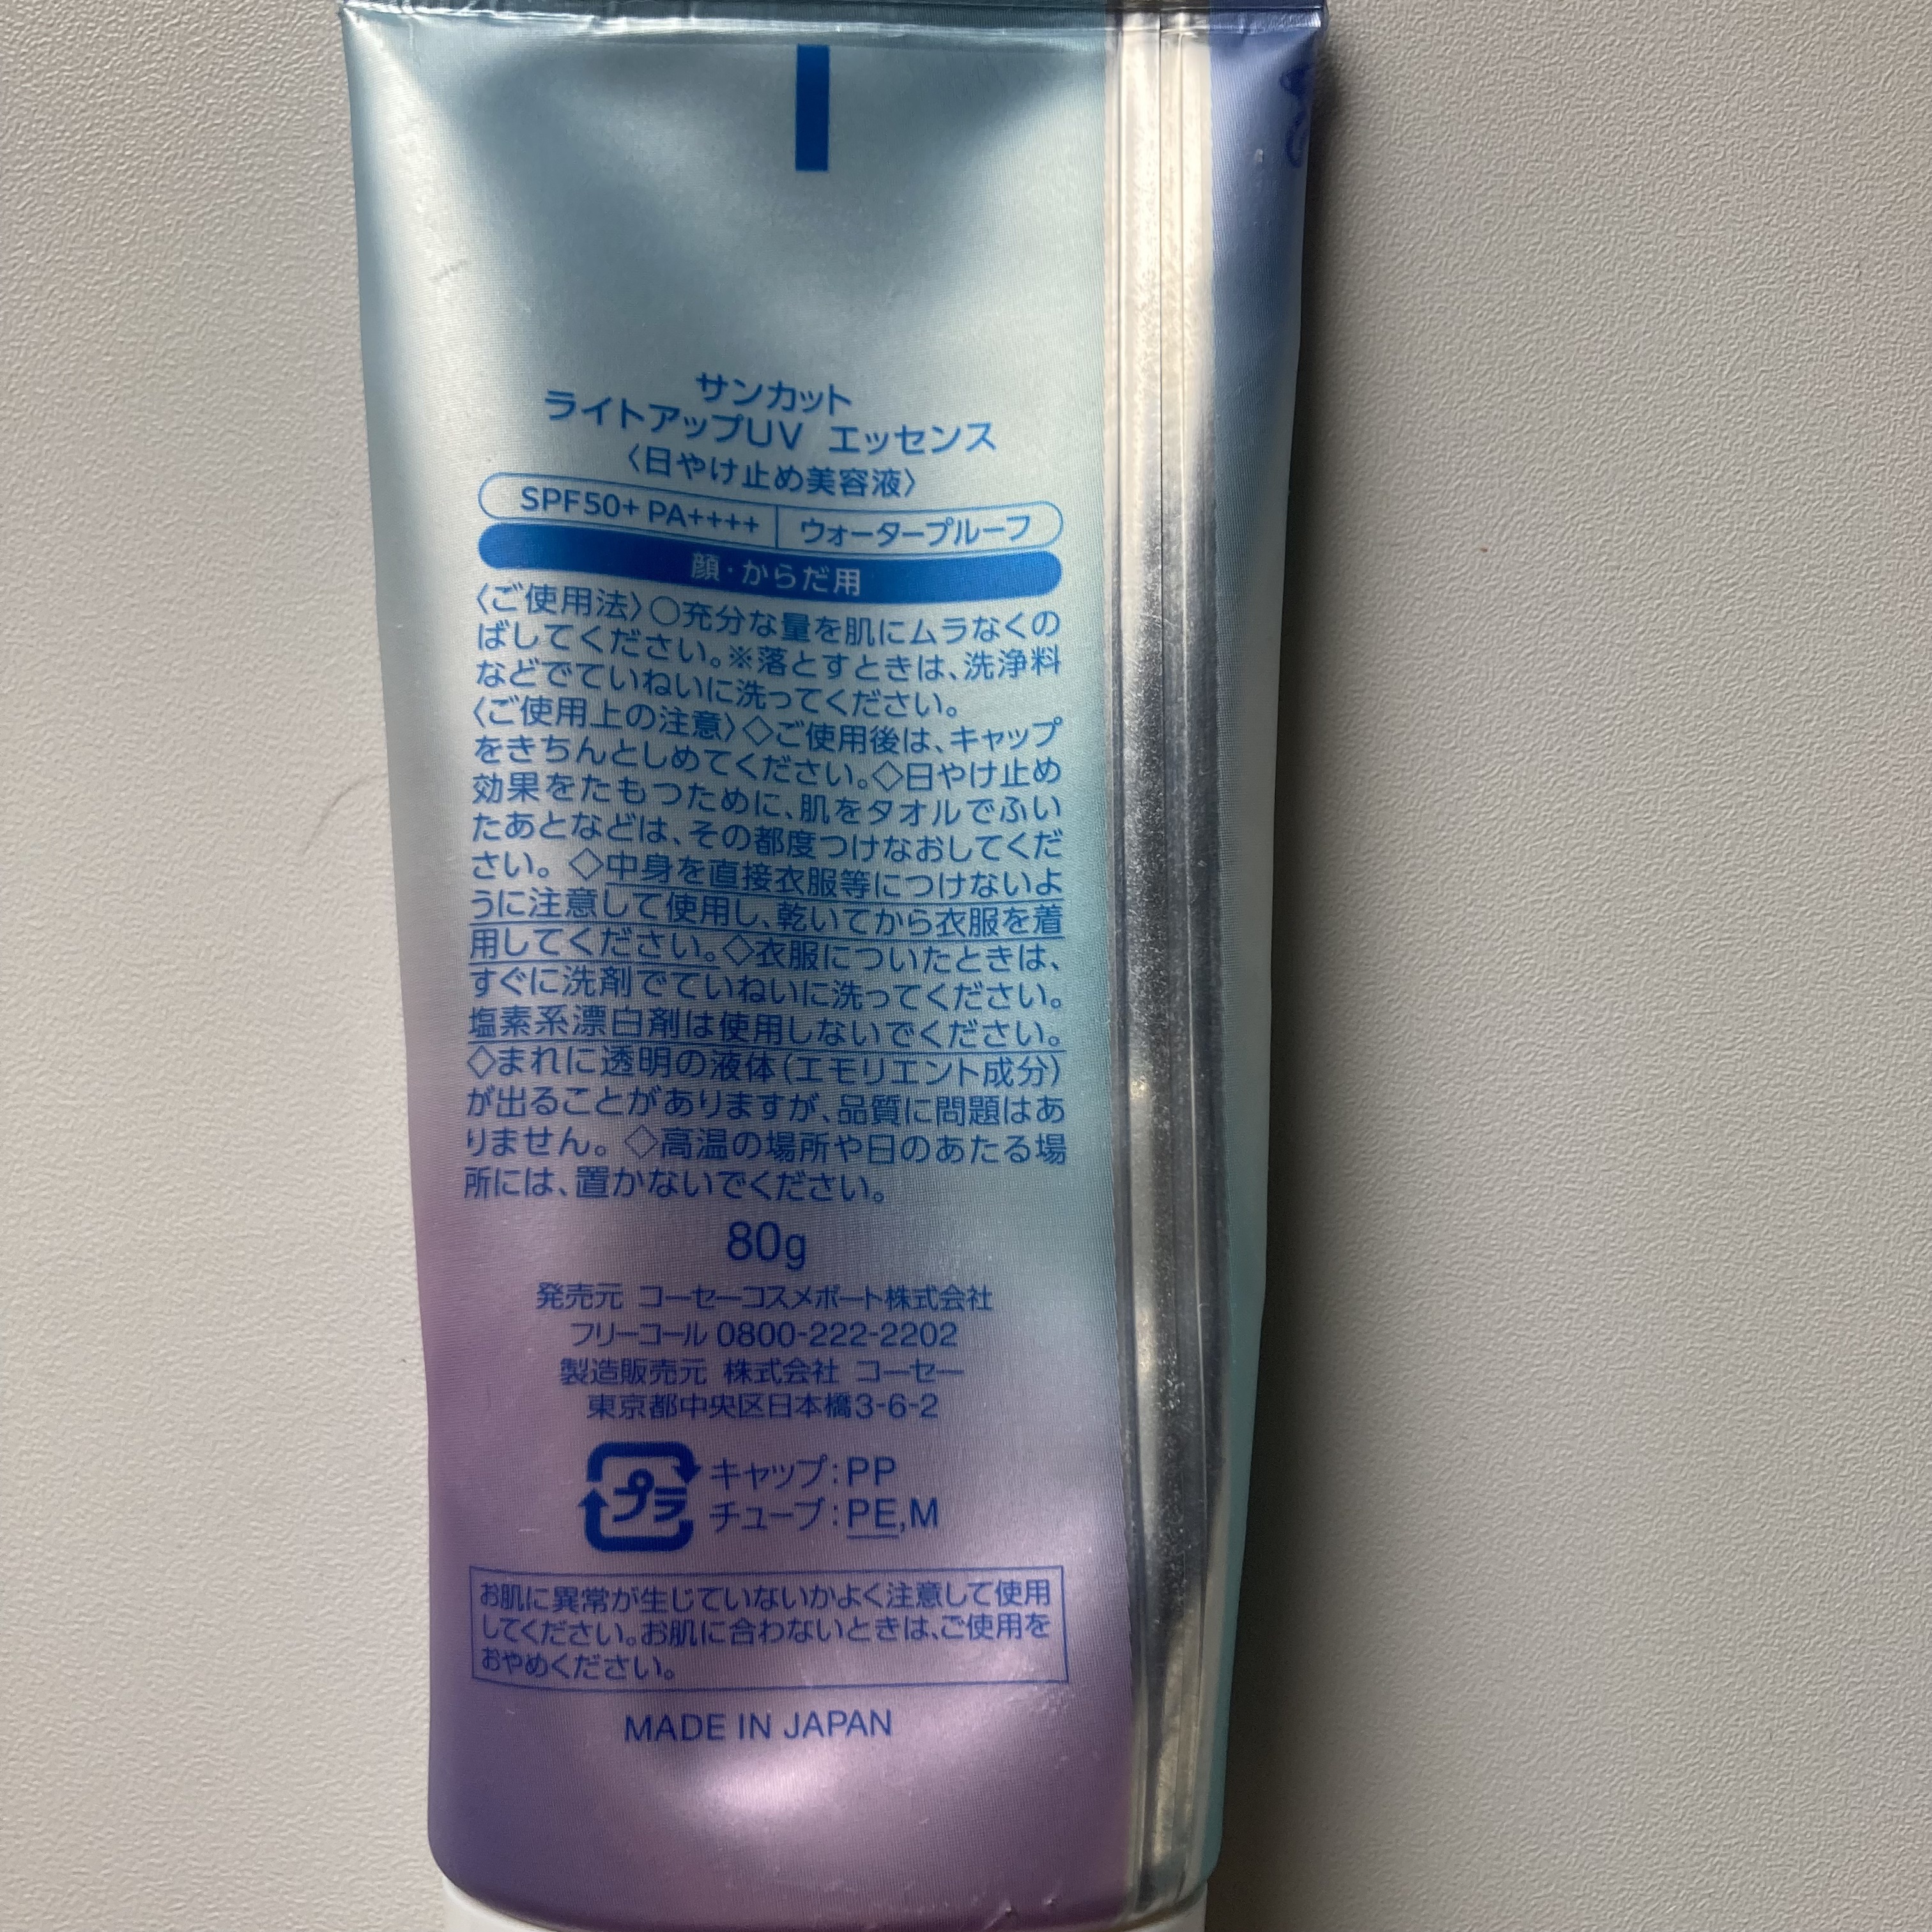 サンカット
ライトアップUV エッセンス
〈日やけ止め美容液〉
SPF50+ PA++++ ウォータープルーフ
顔・からだ用
〈ご使用法〉○充分な量を肌にムラなくの
ばしてください。※落とすときは、洗浄料
などでていねいに洗ってください。
〈ご使用上の注意〉◇ご使用後は、キャップ
をきちんとしめてください。◇日やけ止め
効果をたもつために、肌をタオルでふい
たあとなどは、その都度つけなおしてくだ
さい。◇中身を直接衣服等につけないよ
うに注意して使用し、乾いてから衣服を着
用してください。◇衣服についたときは、
すぐに洗剤でていねいに洗ってください。
塩素系漂白剤は使用しないでください。
◇まれに透明の液体(エモリエント成分)
が出ることがありますが、品質に問題はあ
りません。◇高温の場所や日のあたる場
所には、置かないでください。
80g
発売元 コーセーコスメポート株式会社
フリーコール 0800-222-2202
製造販売元 株式会社 コーセー
東京都中央区日本橋3-6-2
プラ
キャップ:PP
チューブ:PE,M
お肌に異常が生じていないかよく注意して使用
してください。お肌に合わないときは、ご使用を
おやめください。
MADE IN JAPAN